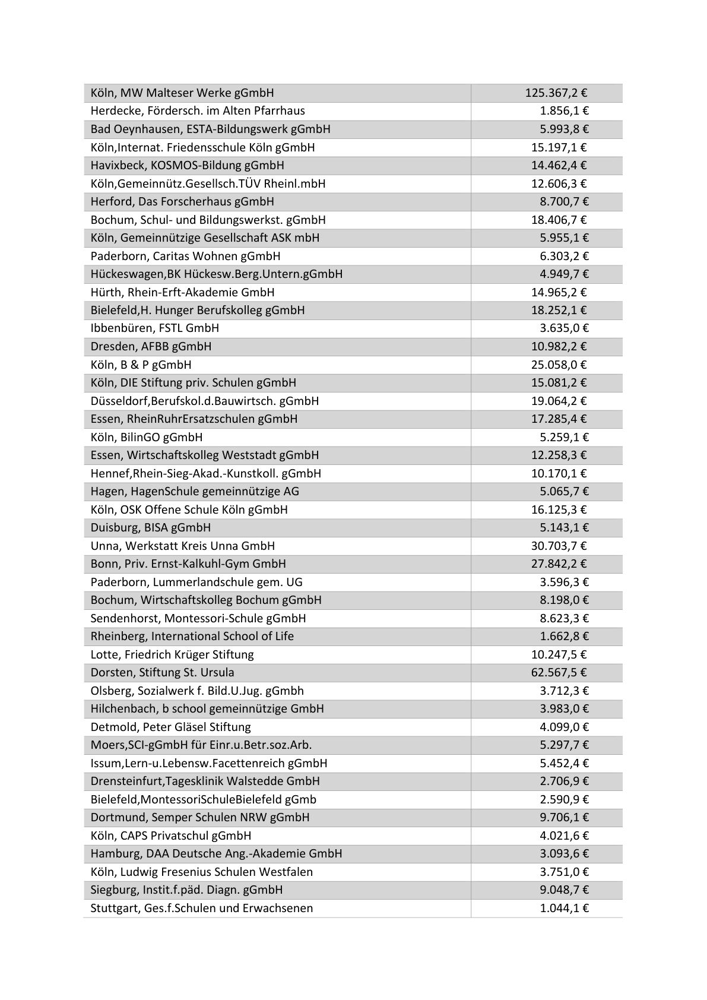 Köln, MW Malteser Werke gGmbH 125.367,2 €
Herdecke, Fördersch. im Alten Pfarrhaus 1.856,1 €
Bad Oeynhausen, ESTA-Bildungswerk gGmbH 5.993,8 €
Köln,Internat. Friedensschule Köln gGmbH 15.197,1 €
Havixbeck, KOSMOS-Bildung gGmbH 14.462,4 €
Köln,Gemeinnütz.Gesellsch.TÜV Rheinl.mbH 12.606,3 €
Herford, Das Forscherhaus gGmbH 8.700,7 €
Bochum, Schul- und Bildungswerkst. gGmbH 18.406,7 €
Köln, Gemeinnützige Gesellschaft ASK mbH 5.955,1 €
Paderborn, Caritas Wohnen gGmbH 6.303,2 €
Hückeswagen,BK Hückesw.Berg.Untern.gGmbH 4.949,7 €
Hürth, Rhein-Erft-Akademie GmbH 14.965,2 €
Bielefeld,H. Hunger Berufskolleg gGmbH 18.252,1 €
Ibbenbüren, FSTL GmbH 3.635,0 €
Dresden, AFBB gGmbH 10.982,2 €
Köln, B & P gGmbH 25.058,0 €
Köln, DIE Stiftung priv. Schulen gGmbH 15.081,2 €
Düsseldorf,Berufskol.d.Bauwirtsch. gGmbH 19.064,2 €
Essen, RheinRuhrErsatzschulen gGmbH 17.285,4 €
Köln, BilinGO gGmbH 5.259,1 €
Essen, Wirtschaftskolleg Weststadt gGmbH 12.258,3 €
Hennef,Rhein-Sieg-Akad.-Kunstkoll. gGmbH 10.170,1 €
Hagen, HagenSchule gemeinnützige AG 5.065,7 €
Köln, OSK Offene Schule Köln gGmbH 16.125,3 €
Duisburg, BISA gGmbH 5.143,1 €
Unna, Werkstatt Kreis Unna GmbH 30.703,7 €
Bonn, Priv. Ernst-Kalkuhl-Gym GmbH 27.842,2 €
Paderborn, Lummerlandschule gem. UG 3.596,3 €
Bochum, Wirtschaftskolleg Bochum gGmbH 8.198,0 €
Sendenhorst, Montessori-Schule gGmbH 8.623,3 €
Rheinberg, International School of Life 1.662,8 €
Lotte, Friedrich Krüger Stiftung 10.247,5 €
Dorsten, Stiftung St. Ursula 62.567,5 €
Olsberg, Sozialwerk f. Bild.U.Jug. gGmbh 3.712,3 €
Hilchenbach, b school gemeinnützige GmbH 3.983,0 €
Detmold, Peter Gläsel Stiftung 4.099,0 €
Moers,SCI-gGmbH für Einr.u.Betr.soz.Arb. 5.297,7 €
Issum,Lern-u.Lebensw.Facettenreich gGmbH 5.452,4 €
Drensteinfurt,Tagesklinik Walstedde GmbH 2.706,9 €
Bielefeld,MontessoriSchuleBielefeld gGmb 2.590,9 €
Dortmund, Semper Schulen NRW gGmbH 9.706,1 €
Köln, CAPS Privatschul gGmbH 4.021,6 €
Hamburg, DAA Deutsche Ang.-Akademie GmbH 3.093,6 €
Köln, Ludwig Fresenius Schulen Westfalen 3.751,0 €
Siegburg, Instit.f.päd. Diagn. gGmbH 9.048,7 €
Stuttgart, Ges.f.Schulen und Erwachsenen 1.044,1 €